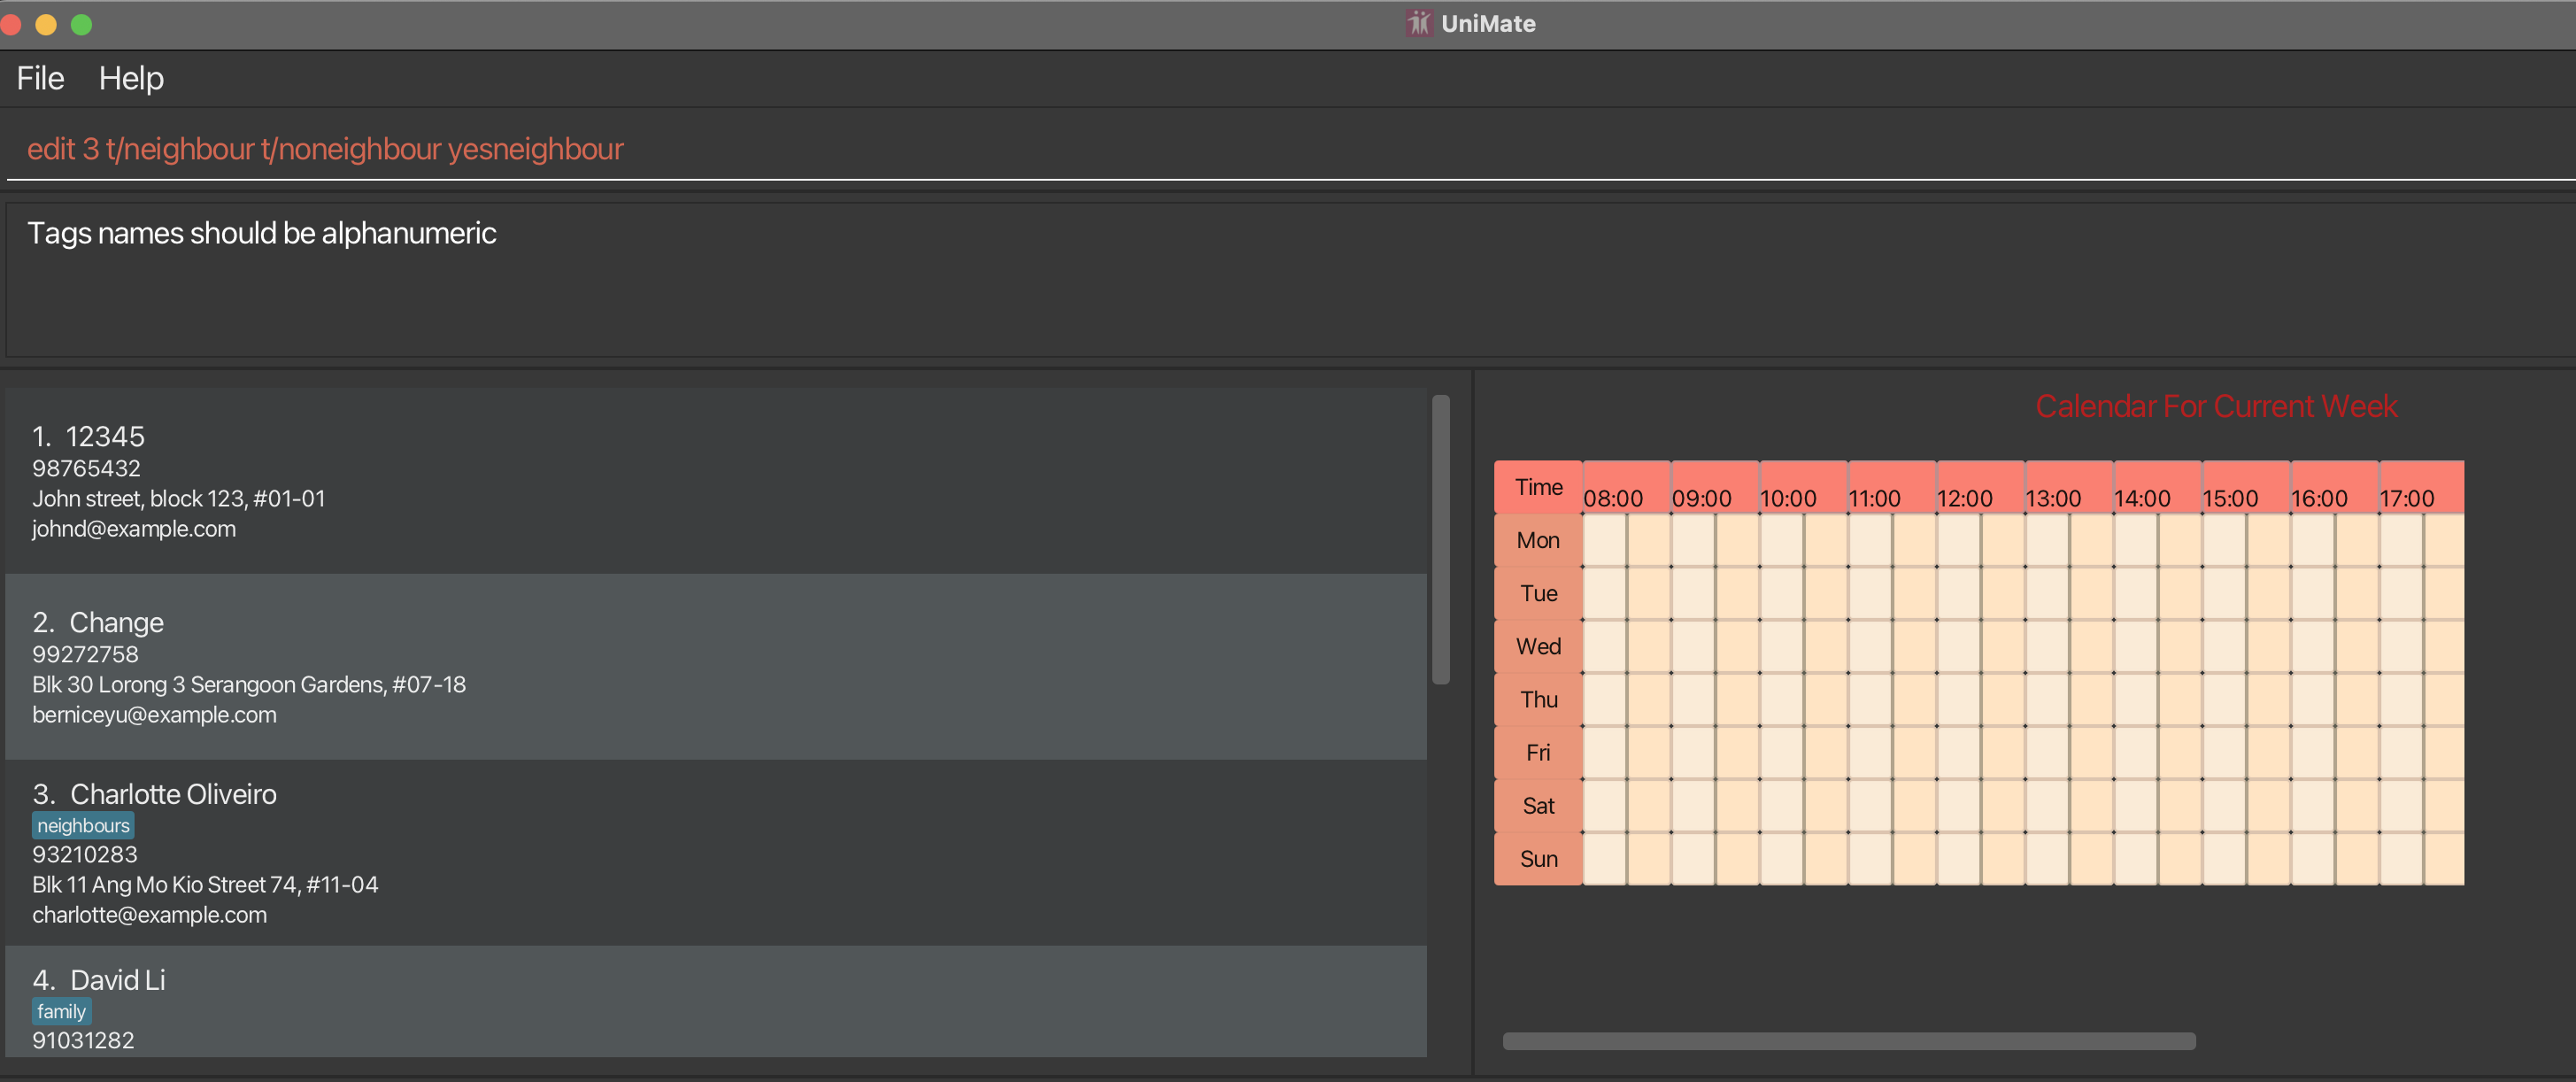 UniMate
File Help
edit 3 t/neighbour t/noneighbour yesneighbour
Tags names should be alphanumeric
1. 12345
98765432
John street, block 123, #01-01
johnd@example.com
2. Change
99272758
Blk 30 Lorong 3 Serangoon Gardens, #07-18
berniceyu@example.com
3. Charlotte Oliveiro
neighbours
93210283
Blk 11 Ang Mo Kio Street 74, #11-04
charlotte@example.com
4. David Li
family
91031282
Calendar For Current Week
Time 08:00 09:00 10:00 11:00 12:00 13:00 14:00 15:00 16:00 17:00
Mon
Tue
Wed
Thu
Fri
Sat
Sun